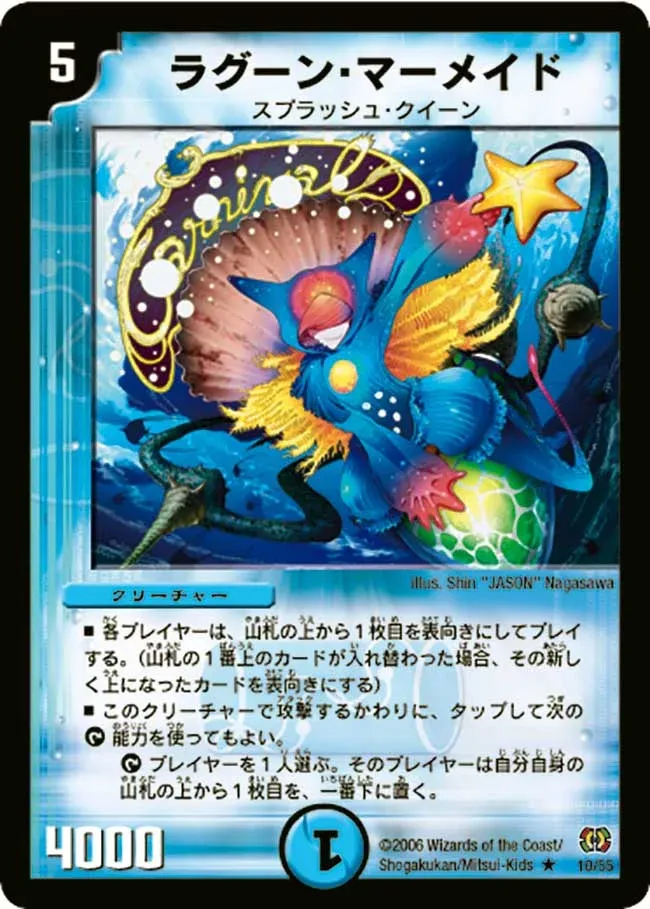 5
ラグーン・マーメイド
スプラッシュ・クイーン
Carnival
illus. Shin "JASON" Nagasawa
クリーチャー
■ 各プレイヤーは、山札の上から1枚目を表向きにしてプレイ
する。(山札の1番上のカードが入れ替わった場合、その新し
く上になったカードを表向きにする)
■ このクリーチャーで攻撃するかわりに、タップして次の
能力を使ってもよい。
プレイヤーを1人選ぶ。そのプレイヤーは自分自身の
山札の上から1枚目を、一番下に置く。
4000
1
©2006 Wizards of the Coast/
Shogakukan/Mitsui-Kids ★ 10/55